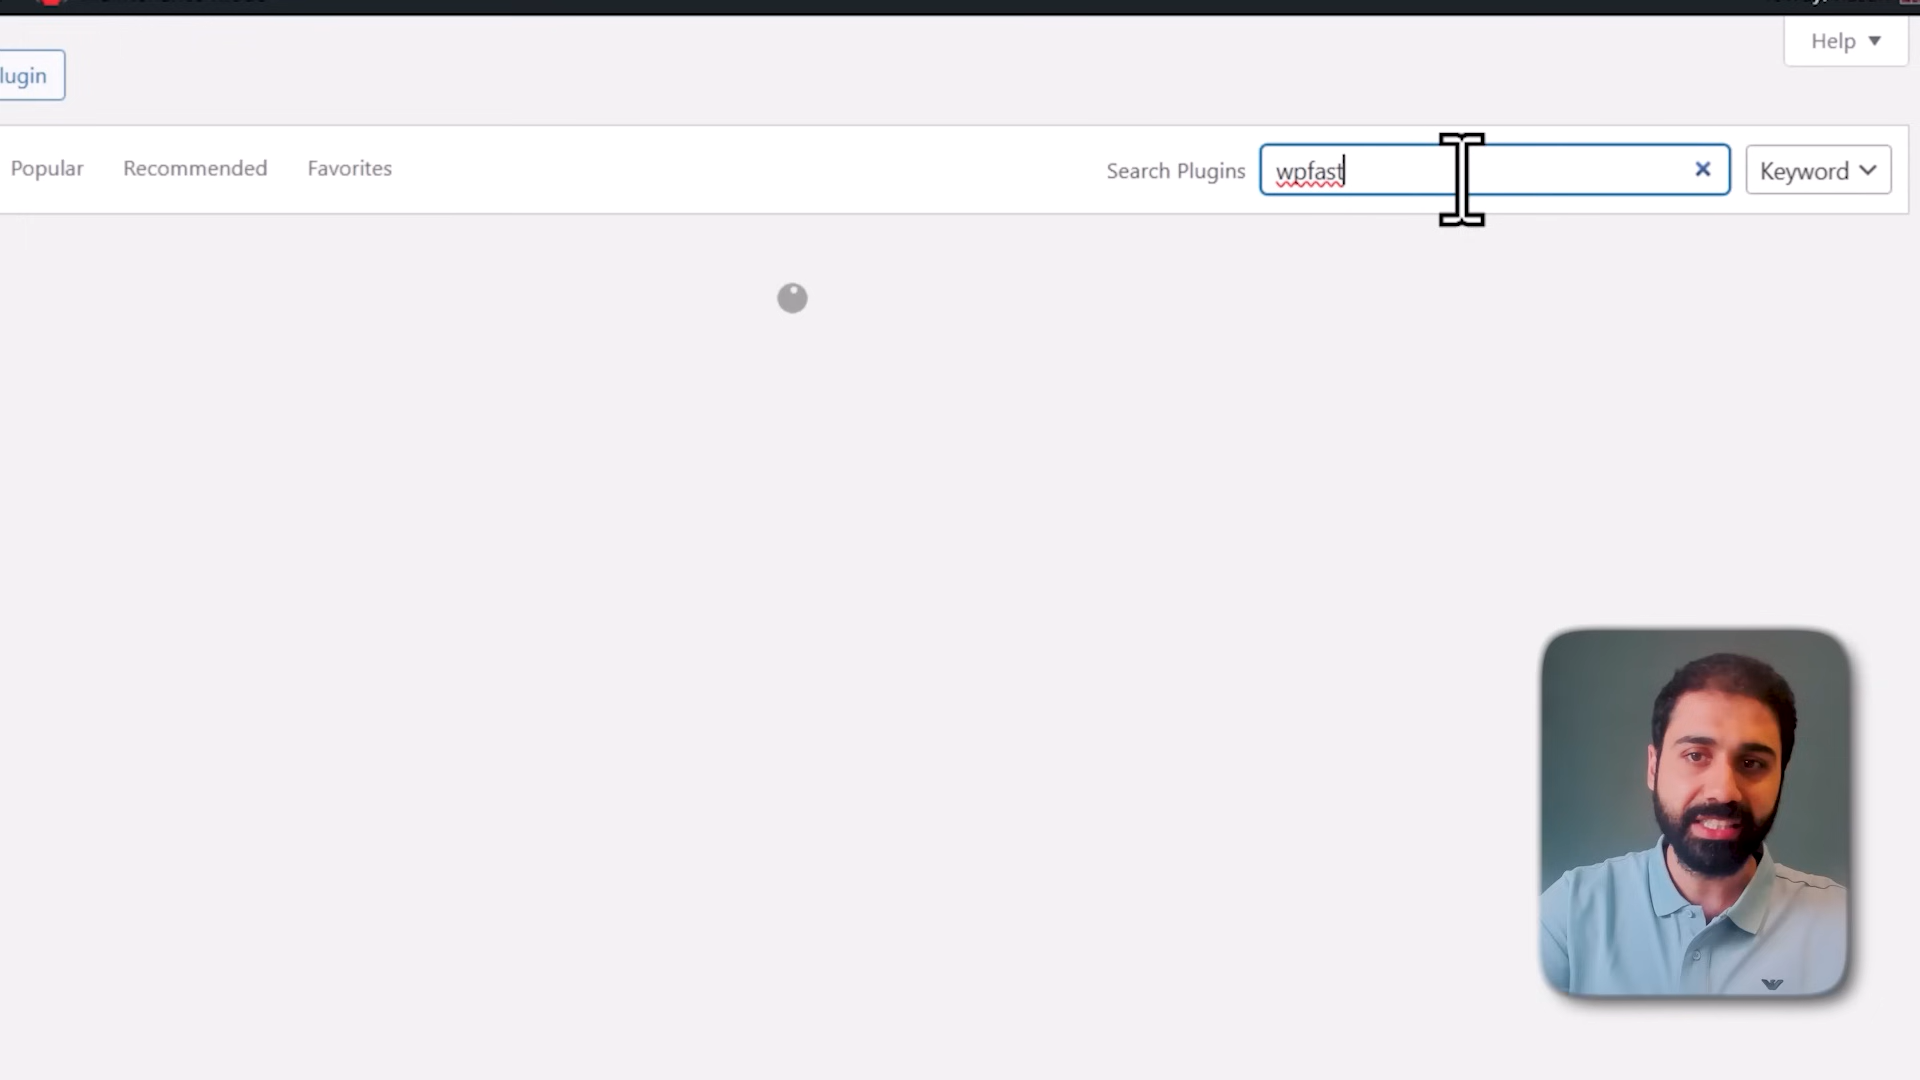 Help
lugin
Popular Recommended Favorites Search Plugins wpfast Keyword